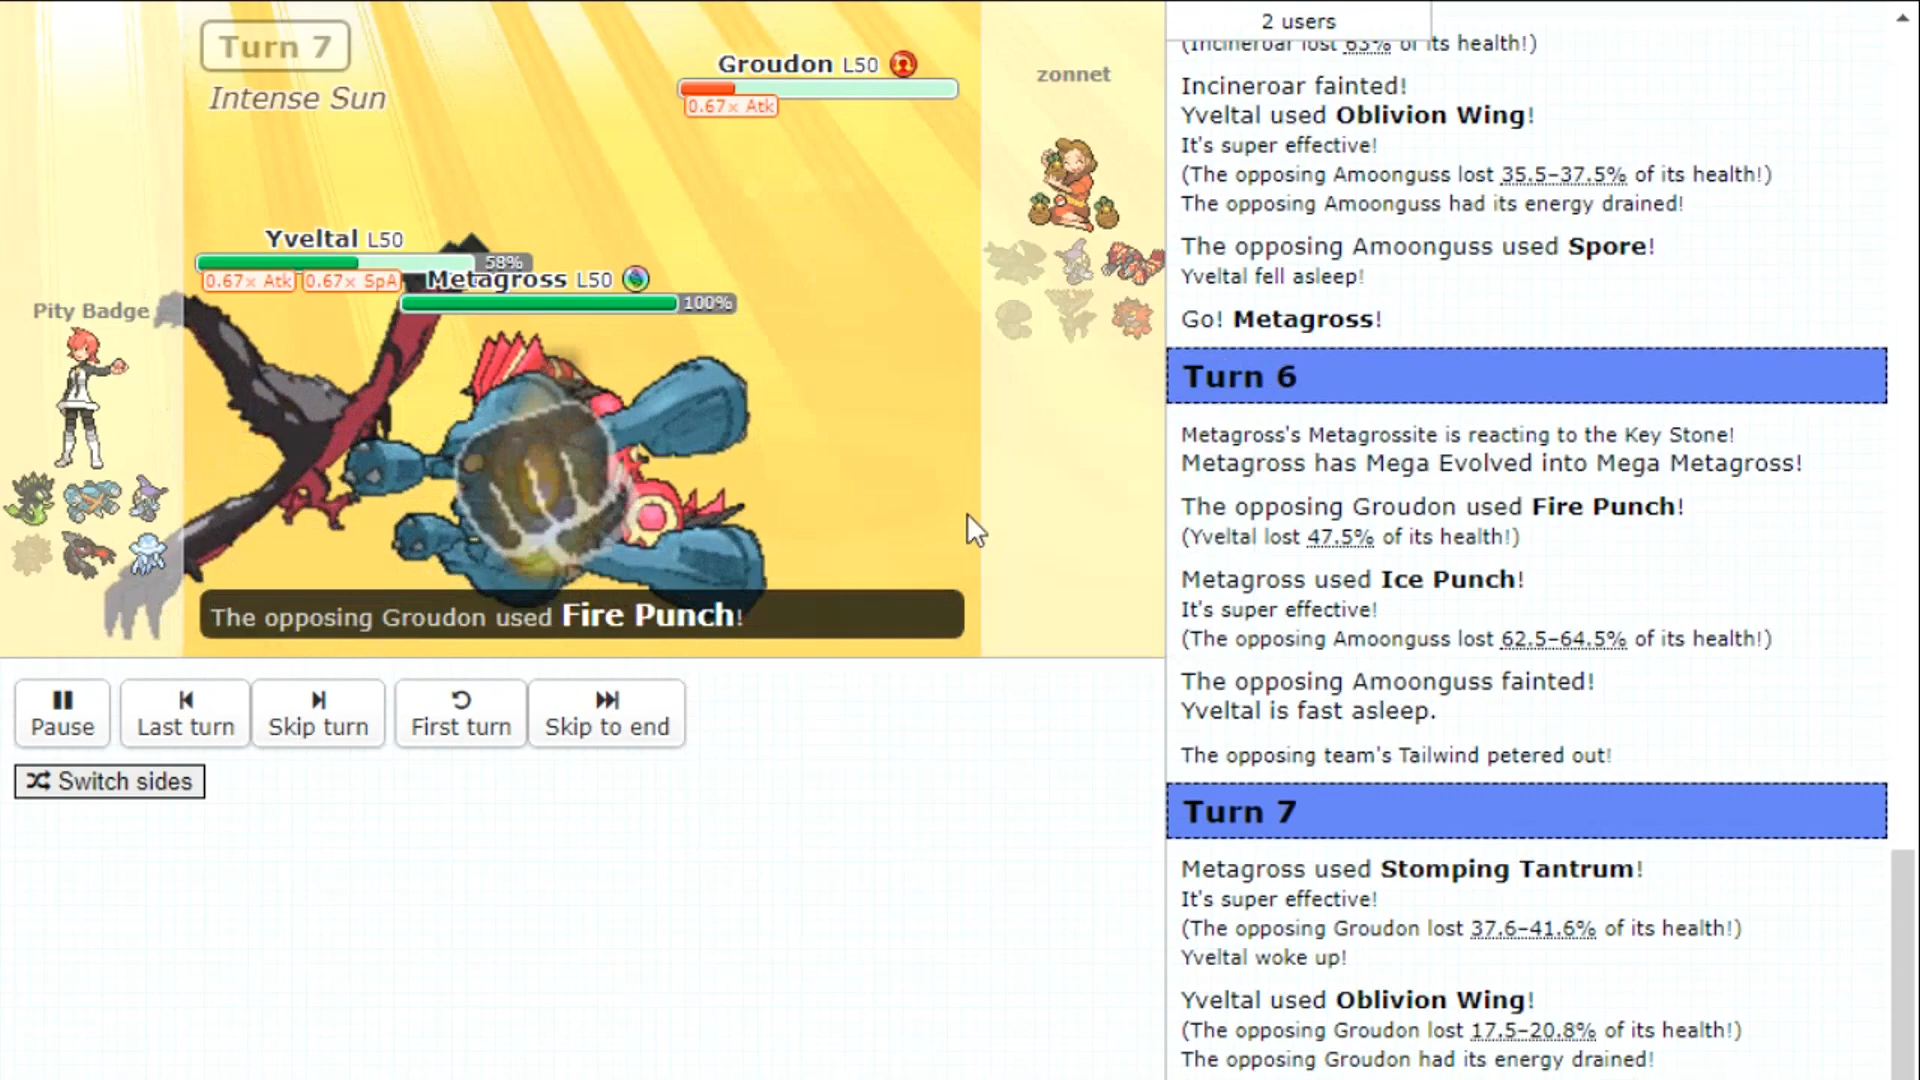 Turn 7
Intense Sun
Groudon L50
0.67× Atk
Yveltal L50
58%
0.67× Atk 0.67× SpA
Metagross L50
100%
Pity Badge
zonnet
The opposing Groudon used Fire Punch!
Pause
Last turn
Skip turn
First turn
Skip to end
Switch sides
2 users
(Incineroar lost 63% of its health!)
Incineroar fainted!
Yveltal used Oblivion Wing!
It's super effective!
(The opposing Amoonguss lost 35.5–37.5% of its health!)
The opposing Amoonguss had its energy drained!
The opposing Amoonguss used Spore!
Yveltal fell asleep!
Go! Metagross!
Turn 6
Metagross's Metagrossite is reacting to the Key Stone!
Metagross has Mega Evolved into Mega Metagross!
The opposing Groudon used Fire Punch!
(Yveltal lost 47.5% of its health!)
Metagross used Ice Punch!
It's super effective!
(The opposing Amoonguss lost 62.5–64.5% of its health!)
The opposing Amoonguss fainted!
Yveltal is fast asleep.
The opposing team's Tailwind petered out!
Turn 7
Metagross used Stomping Tantrum!
It's super effective!
(The opposing Groudon lost 37.6–41.6% of its health!)
Yveltal woke up!
Yveltal used Oblivion Wing!
(The opposing Groudon lost 17.5–20.8% of its health!)
The opposing Groudon had its energy drained!